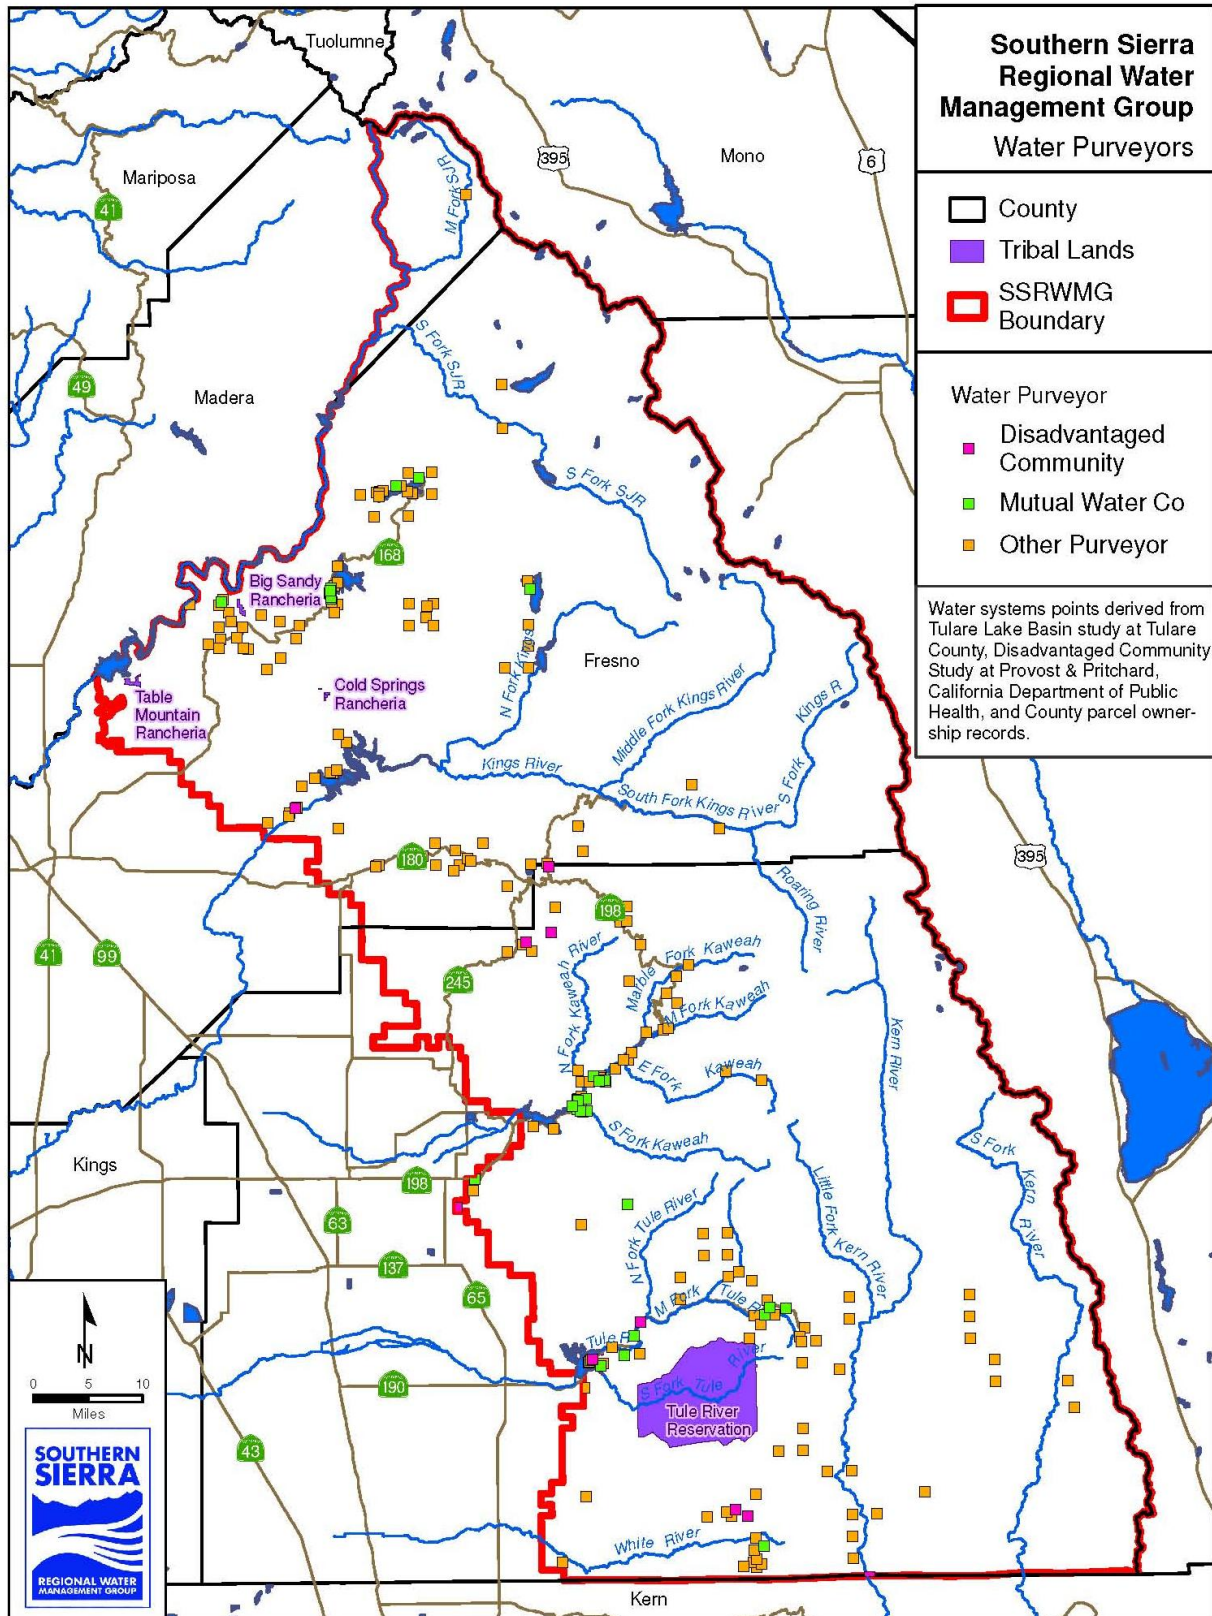 Southern Sierra
Regional Water
Management Group
Water Purveyors
County
Tribal Lands
SSRWMG
Boundary
Water Purveyor
Disadvantaged
Community
Mutual Water Co
Other Purveyor
Water systems points derived from
Tulare Lake Basin study at Tulare
County, Disadvantaged Community
Study at Provost & Pritchard,
California Department of Public
Health, and County parcel owner-
ship records.
Tuolumne
Mariposa
Mono
395
6
41
M Fork SJR
49
Madera
S Fork SJR
S Fork SJR
168
Big Sandy
Rancheria
Fresno
N Fork Kings
Cold Springs
Rancheria
Table
Mountain
Rancheria
Middle Fork Kings River
S Fork Kings R
Kings River
South Fork Kings River
180
395
Roaring River
198
41
99
245
N Fork Kaweah River
Marble Fork Kaweah
M Fork Kaweah
E Fork Kaweah
Kern River
S Fork Kaweah
S Fork Kern River
Kings
198
63
137
65
N Fork Tule River
Little Fork Kern River
M Fork Tule R
Tule R
S Fork Tule River
Tule River
Reservation
190
43
White River
Kern
N
0 5 10
Miles
SOUTHERN
SIERRA
REGIONAL WATER
MANAGEMENT GROUP